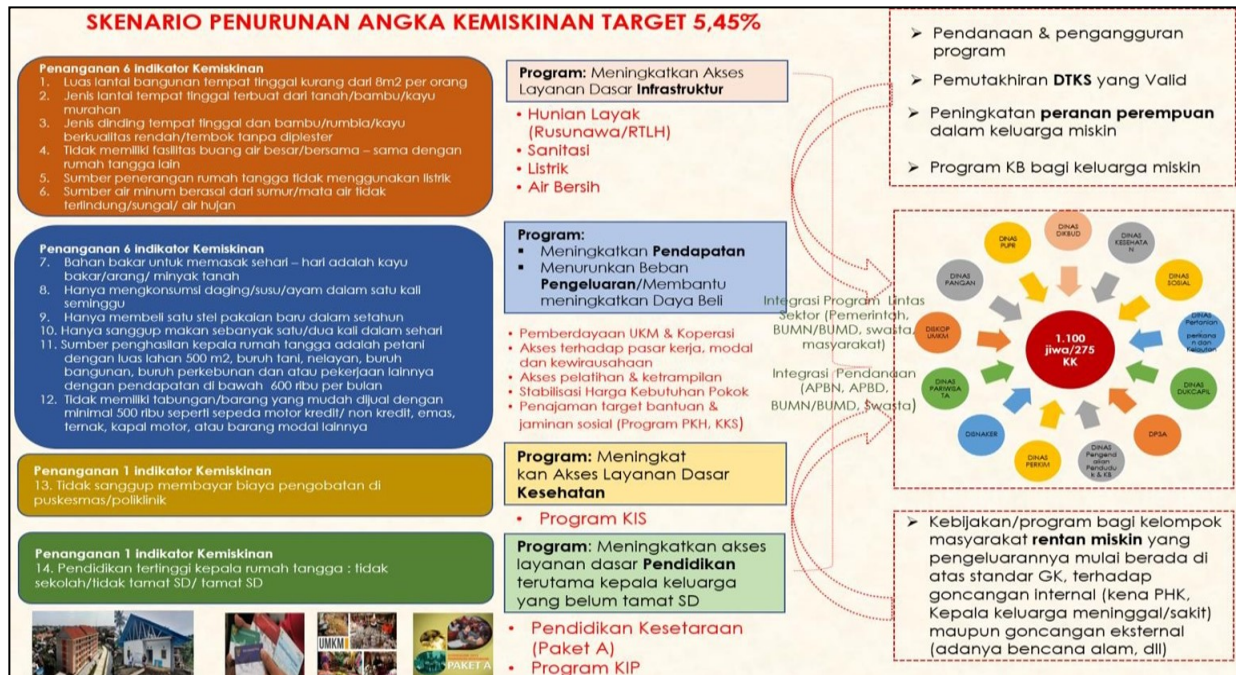 SKENARIO PENURUNAN ANGKA KEMISKINAN TARGET 5,45%
Penanganan 6 indikator Kemiskinan
1. Luas lantai bangunan tempat tinggal kurang dari 8m2 per orang
2. Jenis lantai tempat tinggal terbuat dari tanah/bambu/kayu
murahan
3. Jenis dinding tempat tinggal dan bambu/rumbia/kayu
berkualitas rendah/tembok tanpa diplester
4. Tidak memiliki fasilitas buang air besar/bersama – sama dengan
rumah tangga lain
5. Sumber penerangan rumah tangga tidak menggunakan listrik
6. Sumber air minum berasal dari sumur/mata air tidak
terlindung/sungai/ air hujan
Penanganan 6 indikator Kemiskinan
7. Bahan bakar untuk memasak sehari – hari adalah kayu
bakar/arang/ minyak tanah
8. Hanya mengkonsumsi daging/susu/ayam dalam satu kali
seminggu
9. Hanya membeli satu stel pakaian baru dalam setahun
10. Hanya sanggup makan sebanyak satu/dua kali dalam sehari
11. Sumber penghasilan kepala rumah tangga adalah petani
dengan luas lahan 500 m2, buruh tani, nelayan, buruh
bangunan, buruh perkebunan dan atau pekerjaan lainnya
dengan pendapatan di bawah 600 ribu per bulan
12. Tidak memiliki tabungan/barang yang mudah dijual dengan
minimal 500 ribu seperti sepeda motor kredit/ non kredit, emas,
ternak, kapal motor, atau barang modal lainnya
Penanganan 1 indikator Kemiskinan
13. Tidak sanggup membayar biaya pengobatan di
puskesmas/poliklinik
Penanganan 1 indikator Kemiskinan
14. Pendidikan tertinggi kepala rumah tangga : tidak
sekolah/tidak tamat SD/ tamat SD
UMKM
PAKET A
Program: Meningkatkan Akses
Layanan Dasar Infrastruktur
• Hunian Layak
(Rusunawa/RTLH)
• Sanitasi
• Listrik
• Air Bersih
Program:
▪ Meningkatkan Pendapatan
▪ Menurunkan Beban
Pengeluaran/Membantu
meningkatkan Daya Beli
• Pemberdayaan UKM & Koperasi
• Akses terhadap pasar kerja, modal
dan kewirausahaan
• Akses pelatihan & ketrampilan
• Stabilisasi Harga Kebutuhan Pokok
• Penajaman target bantuan &
jaminan sosial (Program PKH, KKS)
Program: Meningkat
kan Akses Layanan Dasar
Kesehatan
• Program KIS
Program: Meningkatkan akses
layanan dasar Pendidikan
terutama kepala keluarga
yang belum tamat SD
• Pendidikan Kesetaraan
(Paket A)
• Program KIP
Integrasi Program Lintas
Sektor (Pemerintah,
BUMN/BUMD, swasta,
masyarakat)
Integrasi Pendanaan
(APBN, APBD,
BUMN/BUMD, Swasta)
➢ Pendanaan & pengangguran
program
➢ Pemutakhiran DTKS yang Valid
➢ Peningkatan peranan perempuan
dalam keluarga miskin
➢ Program KB bagi keluarga miskin
DINAS
DIKBUD
DINAS
KESEHATA
N
DINAS
SOSIAL
DINAS
Pertanian
perikana
n dan
Kelautan
DINAS
DUKCAPIL
DP3A
DINAS
Pengend
alian
Pendudu
k & KB
DINAS
PERKIM
DISNAKER
DINAS
PARIWISA
TA
DISKOP
UMKM
DINAS
PANGAN
DINAS
PUPR
1.100
jiwa/275
KK
➢ Kebijakan/program bagi kelompok
masyarakat rentan miskin yang
pengeluarannya mulai berada di
atas standar GK, terhadap
goncangan internal (kena PHK,
Kepala keluarga meninggal/sakit)
maupun goncangan eksternal
(adanya bencana alam, dll)